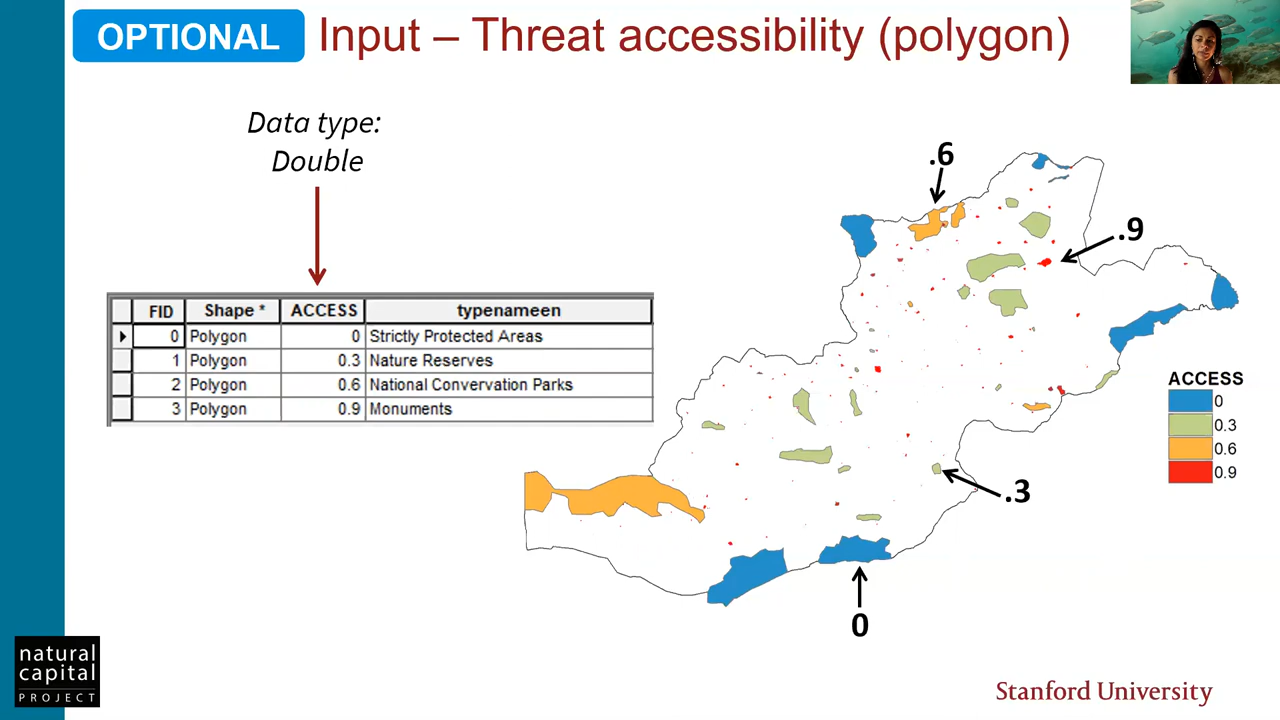 OPTIONAL Input – Threat accessibility (polygon)
Data type:
Double
FID Shape * ACCESS typenameen
0 Polygon 0 Strictly Protected Areas
1 Polygon 0.3 Nature Reserves
2 Polygon 0.6 National Convervation Parks
3 Polygon 0.9 Monuments
.6
.9
.3
0
ACCESS
0
0.3
0.6
0.9
natural
capital
PROJECT
Stanford University